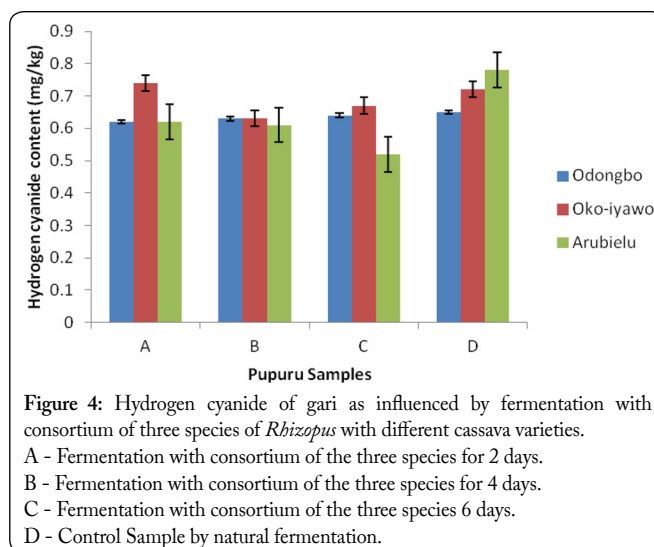 0.9
0.8
0.7
0.6
0.5
0.4
0.3
0.2
0.1
0
Hydrogen cyanide content (mg/kg)
A
B
C
D
Pupuru Samples
Odongbo
Oko-iyawo
Arubielu
Figure 4: Hydrogen cyanide of gari as influenced by fermentation with
consortium of three species of Rhizopus with different cassava varieties.
A - Fermentation with consortium of the three species for 2 days.
B - Fermentation with consortium of the three species for 4 days.
C - Fermentation with consortium of the three species 6 days.
D - Control Sample by natural fermentation.